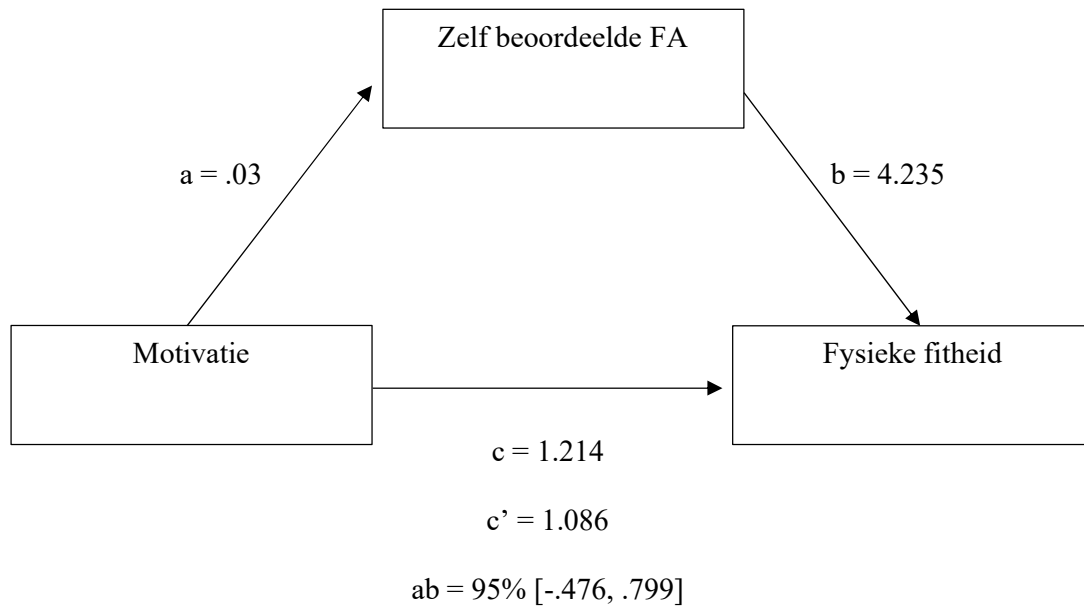 Zelf beoordeelde FA
a = .03
b = 4.235
Motivatie
Fysieke fitheid
c = 1.214
c’ = 1.086
ab = 95% [-.476, .799]